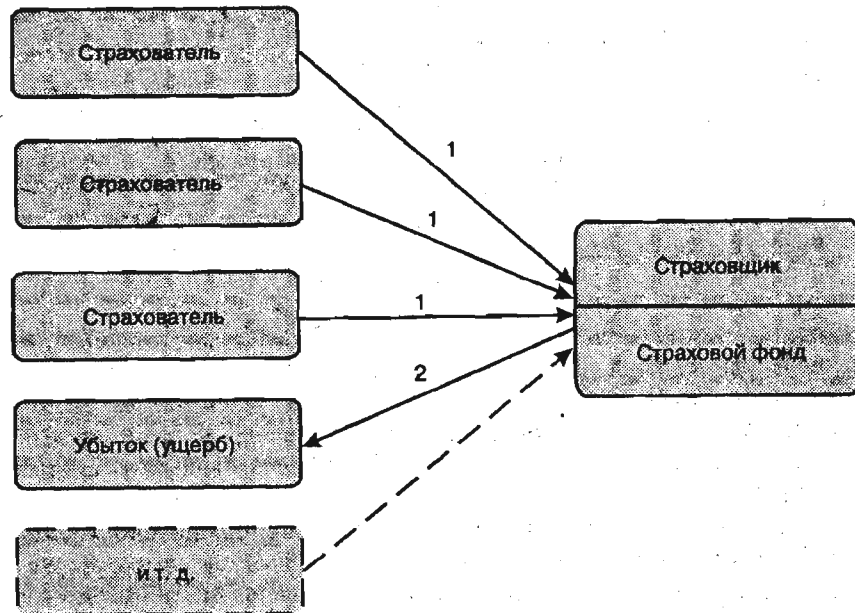 Страхователь
1
Страхователь
1
Страховщик
Страхователь
1
Страховой фонд
2
Убыток (ущерб)
и т. д.